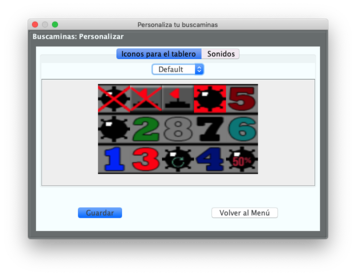 Personaliza tu buscaminas
Buscaminas: Personalizar
Iconos para el tablero Sonidos
Default
5
2 8 7 6
1 3 4 50%
Guardar Volver al Menú